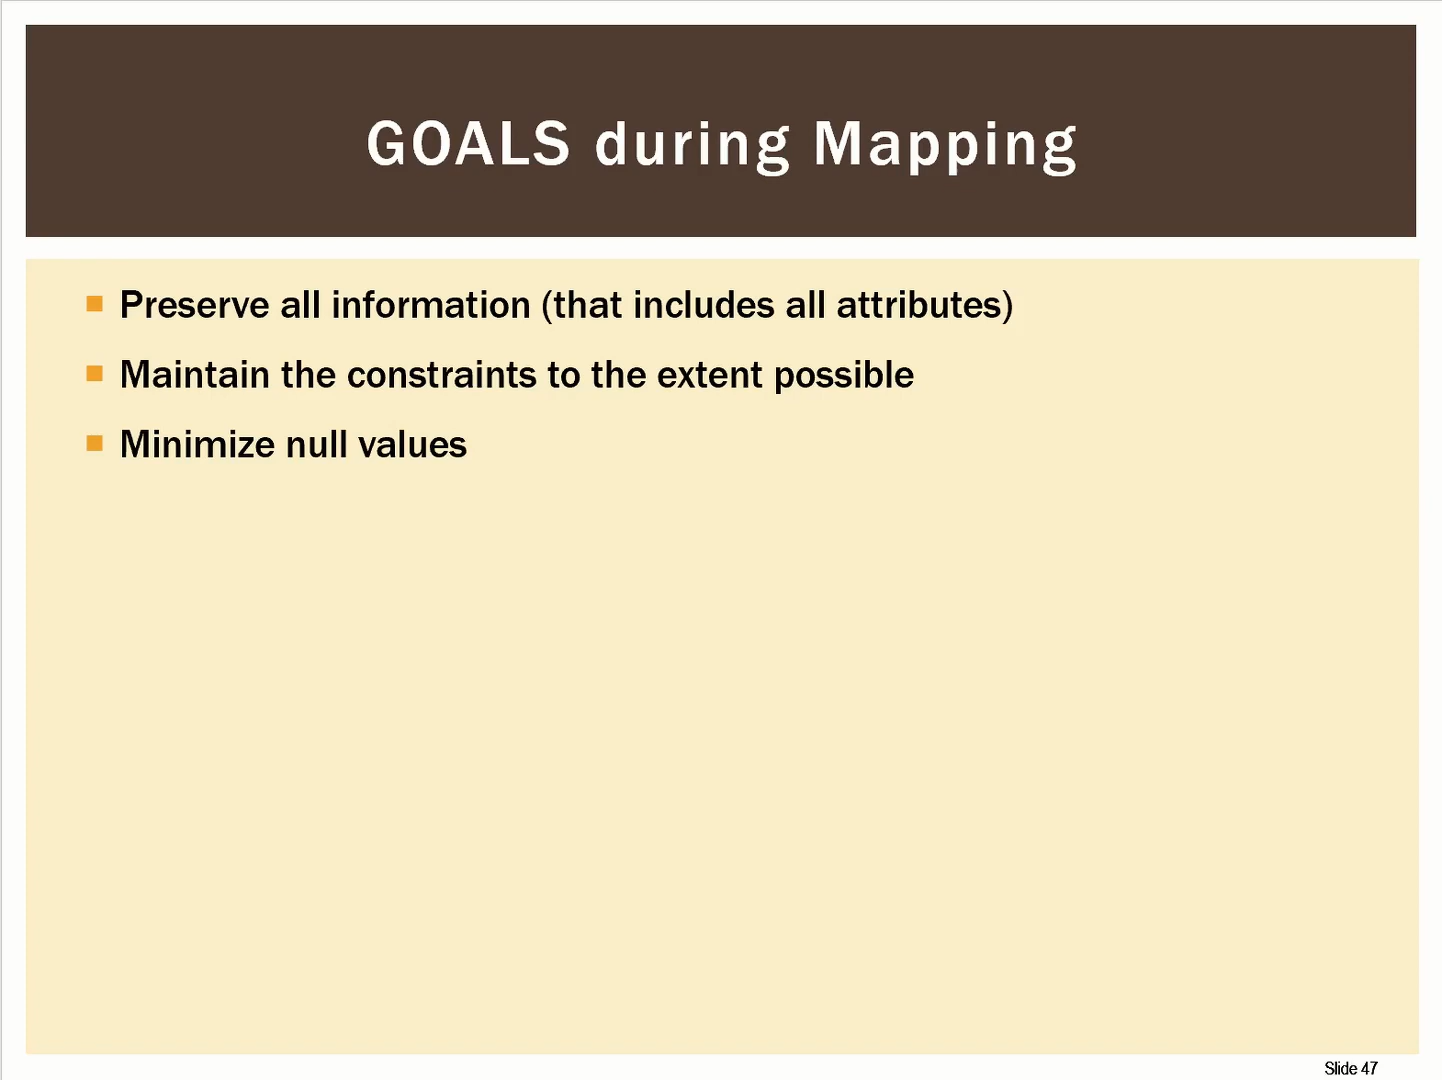 GOALS during Mapping
Preserve all information (that includes all attributes)
Maintain the constraints to the extent possible
Minimize null values
Slide 47